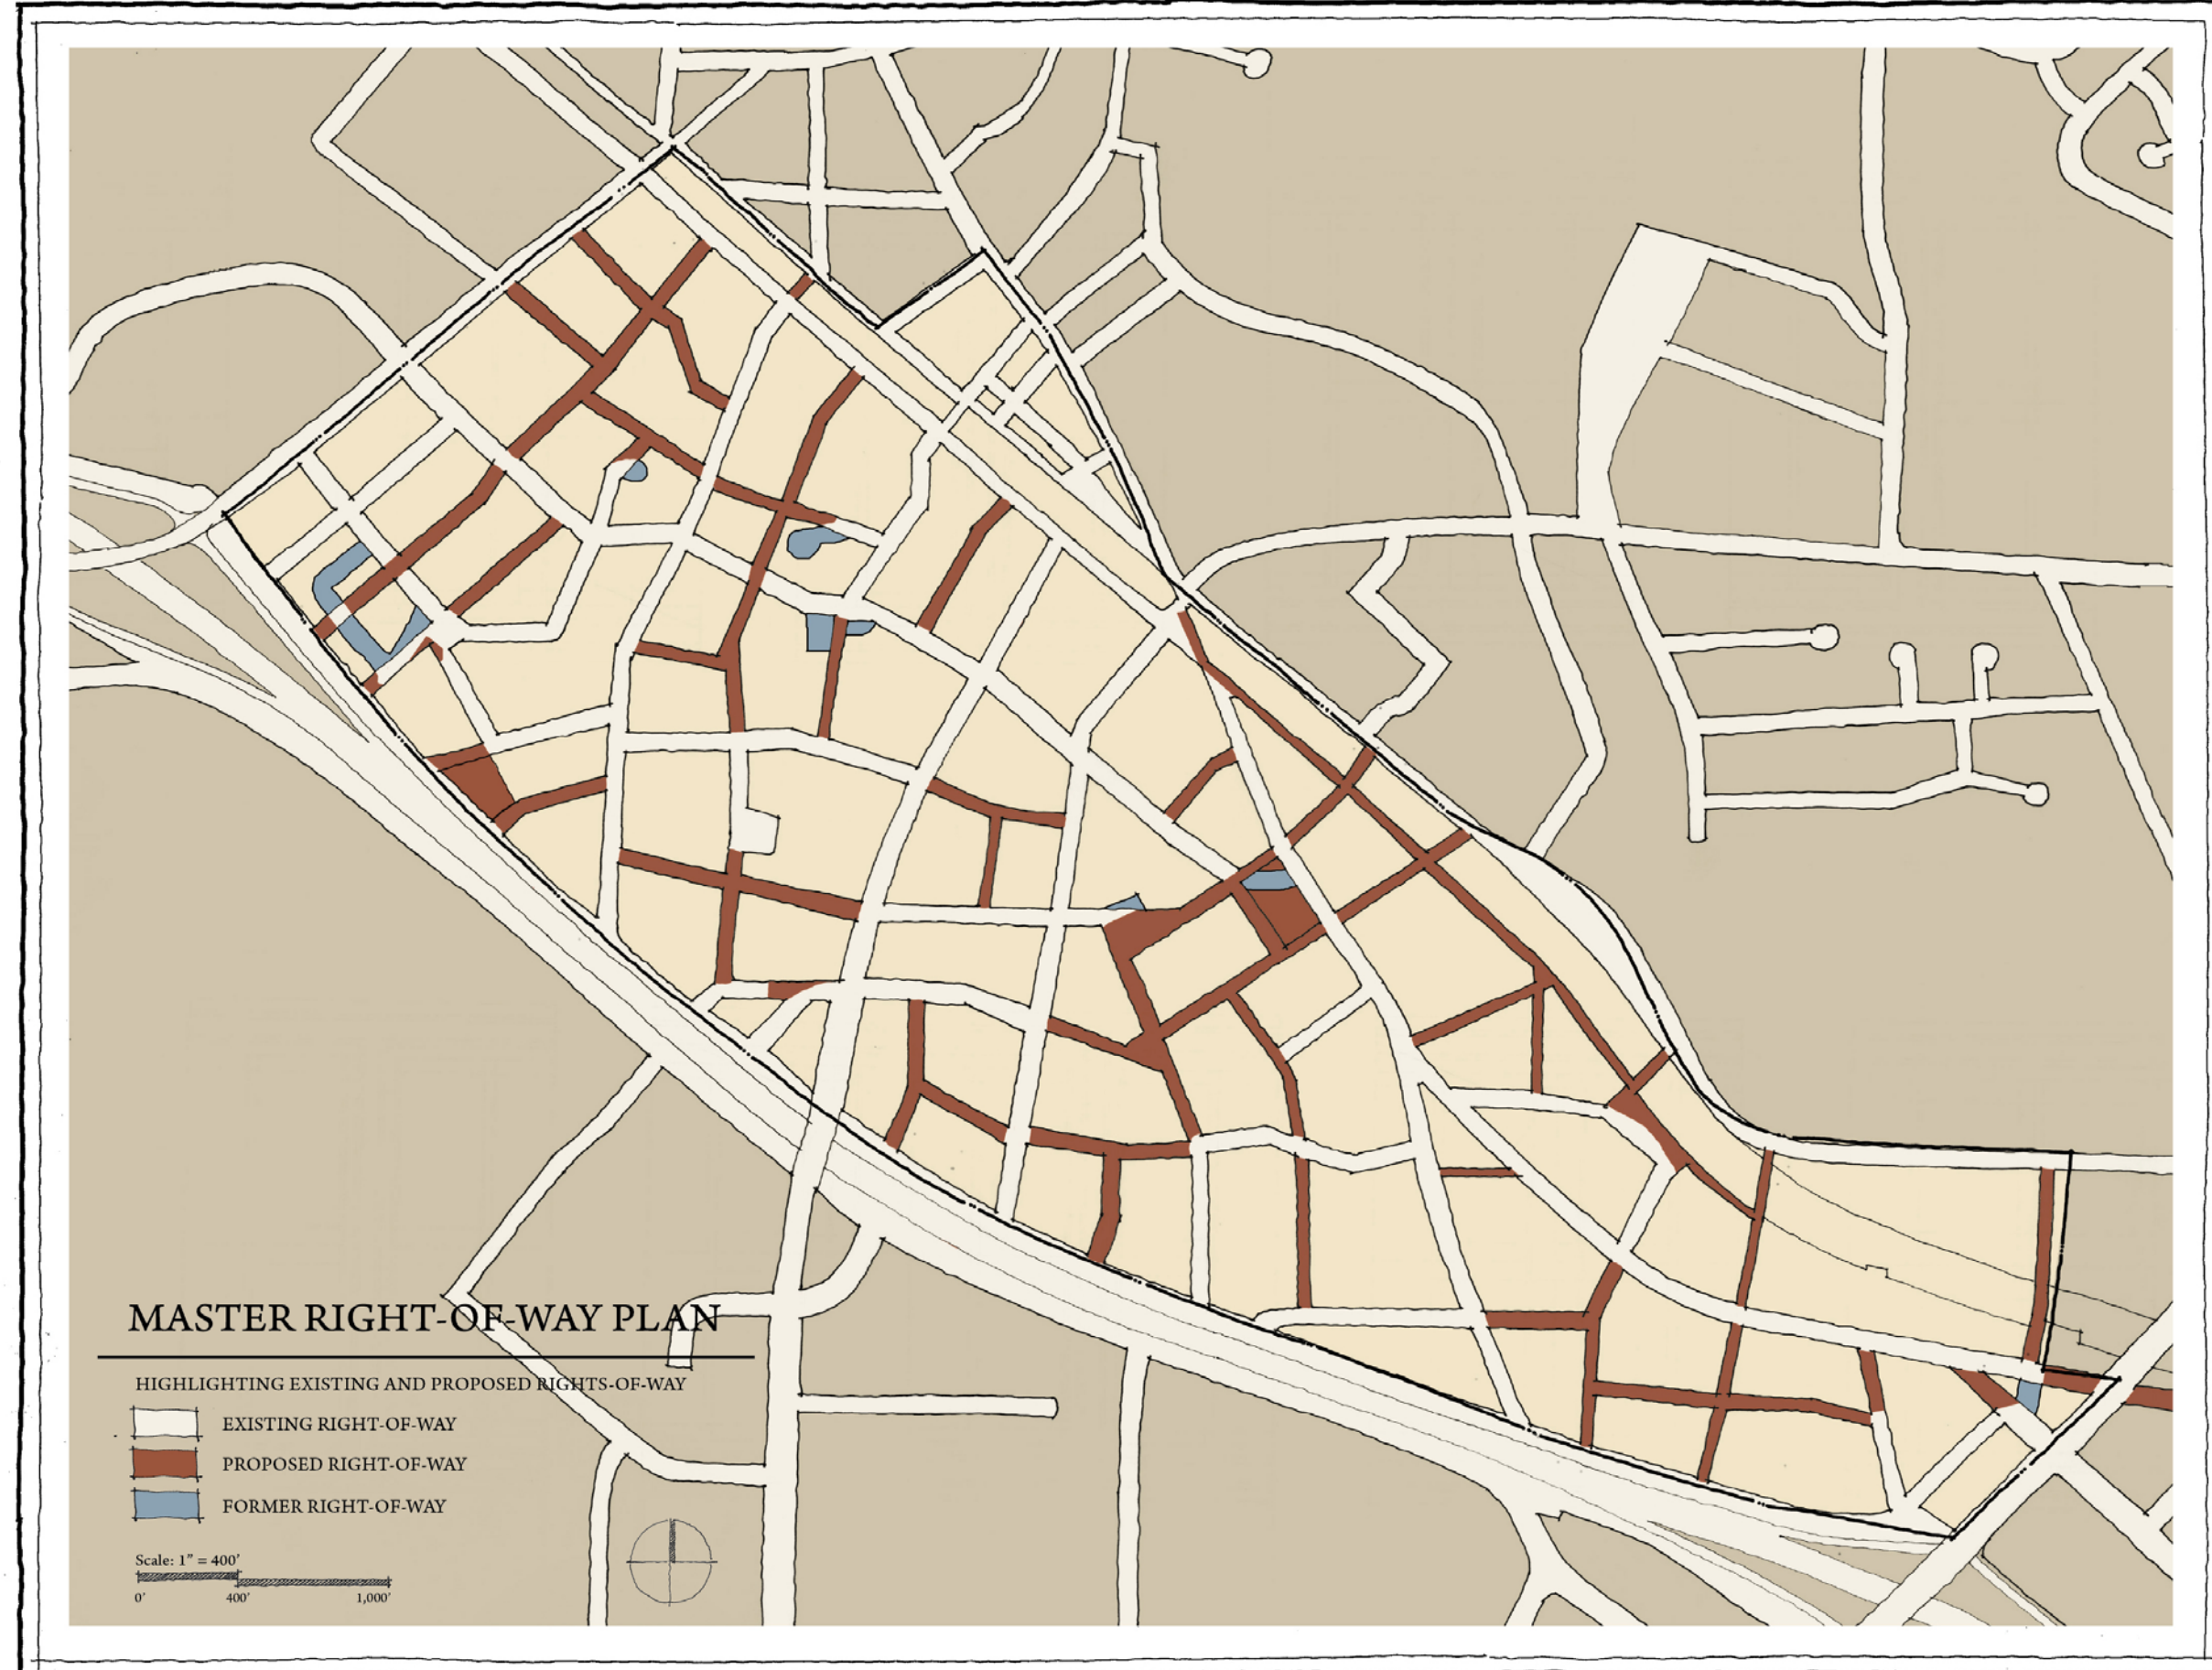 MASTER RIGHT-OF-WAY PLAN
HIGHLIGHTING EXISTING AND PROPOSED RIGHTS-OF-WAY
EXISTING RIGHT-OF-WAY
PROPOSED RIGHT-OF-WAY
FORMER RIGHT-OF-WAY
Scale: 1" = 400'
0' 400' 1,000'